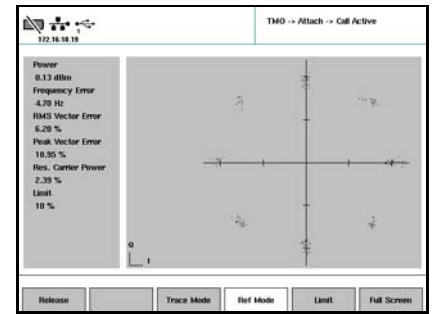 TMO -> Attach -> Call Active
1
172.16.18.19
Power
0.13 dBm
Frequency Error
4.70 Hz
RMS Vector Error
6.20 %
Peak Vector Error
18.95 %
Res. Carrier Power
2.39 %
Limit
10 %
Q
I
Release
Trace Mode
Ref Mode
Limit
Full Screen